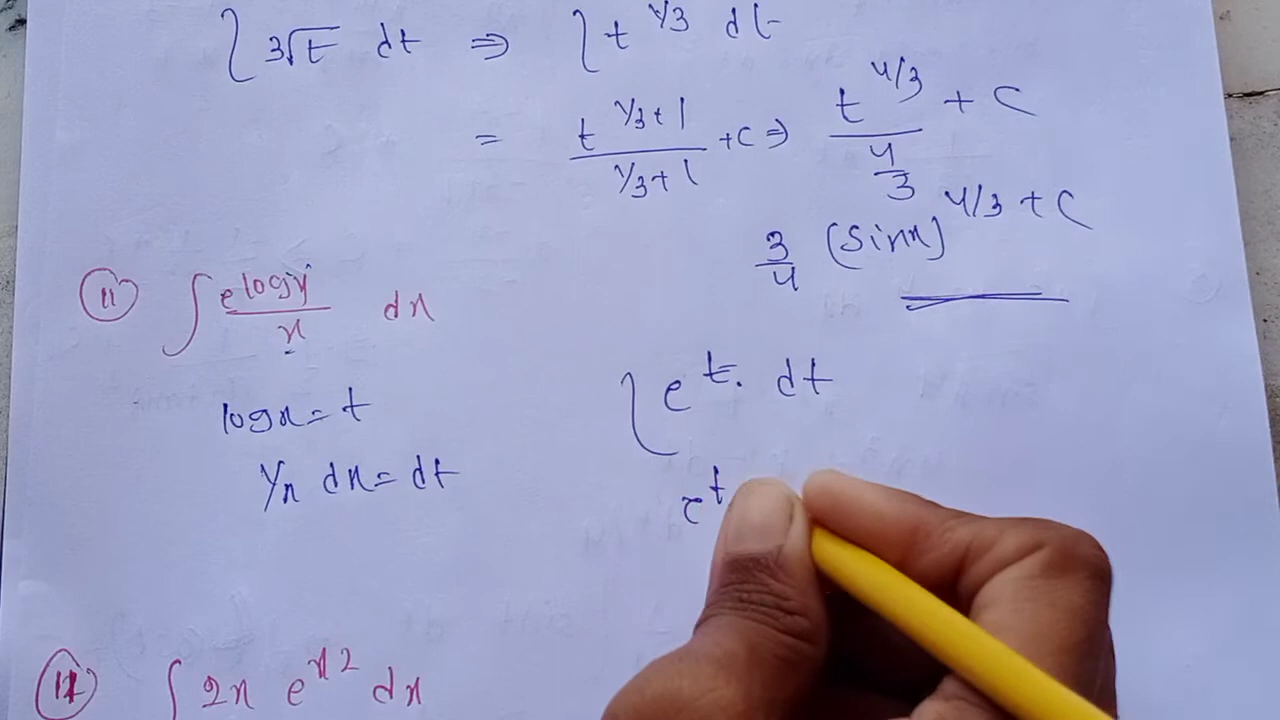 ∫ 3√t dt ⇒ ∫ t^1/3 dt
= t^(1/3+1) / (1/3+1) + c ⇒ t^4/3 / (4/3) + C
3/4 (sinx)^4/3 + C
(11) ∫ e^logx / x dx
logx = t
1/x dx = dt
∫ e^t. dt
e^t
∫ 2x e^x2 dx